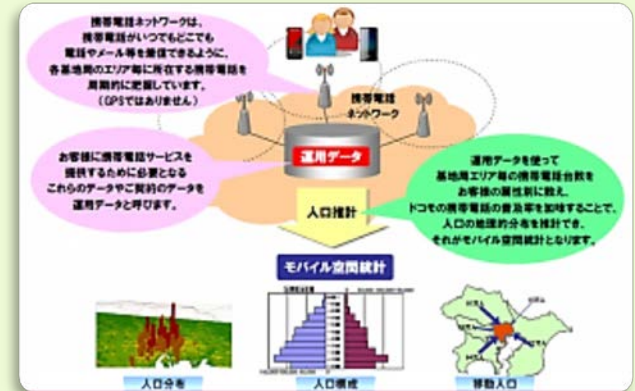 携帯電話ネットワークは、
携帯電話がいつでもどこでも
電話やメール等を着信できるように、
各基地局のエリア毎に所在する携帯電話を
周期的に把握しています。
(GPSではありません)
携帯電話
ネットワーク
運用データ
お客様に携帯電話サービスを
提供するために必要となる
これらのデータやご契約のデータを
運用データと呼びます。
運用データを使って
基地局エリア毎の携帯電話台数を
お客様の属性別に数え、
ドコモの携帯電話の普及率を加味することで、
人口の地理的分布を推計でき、
それがモバイル空間統計となります。
人口推計
モバイル空間統計
人口分布
人口構成
移動人口